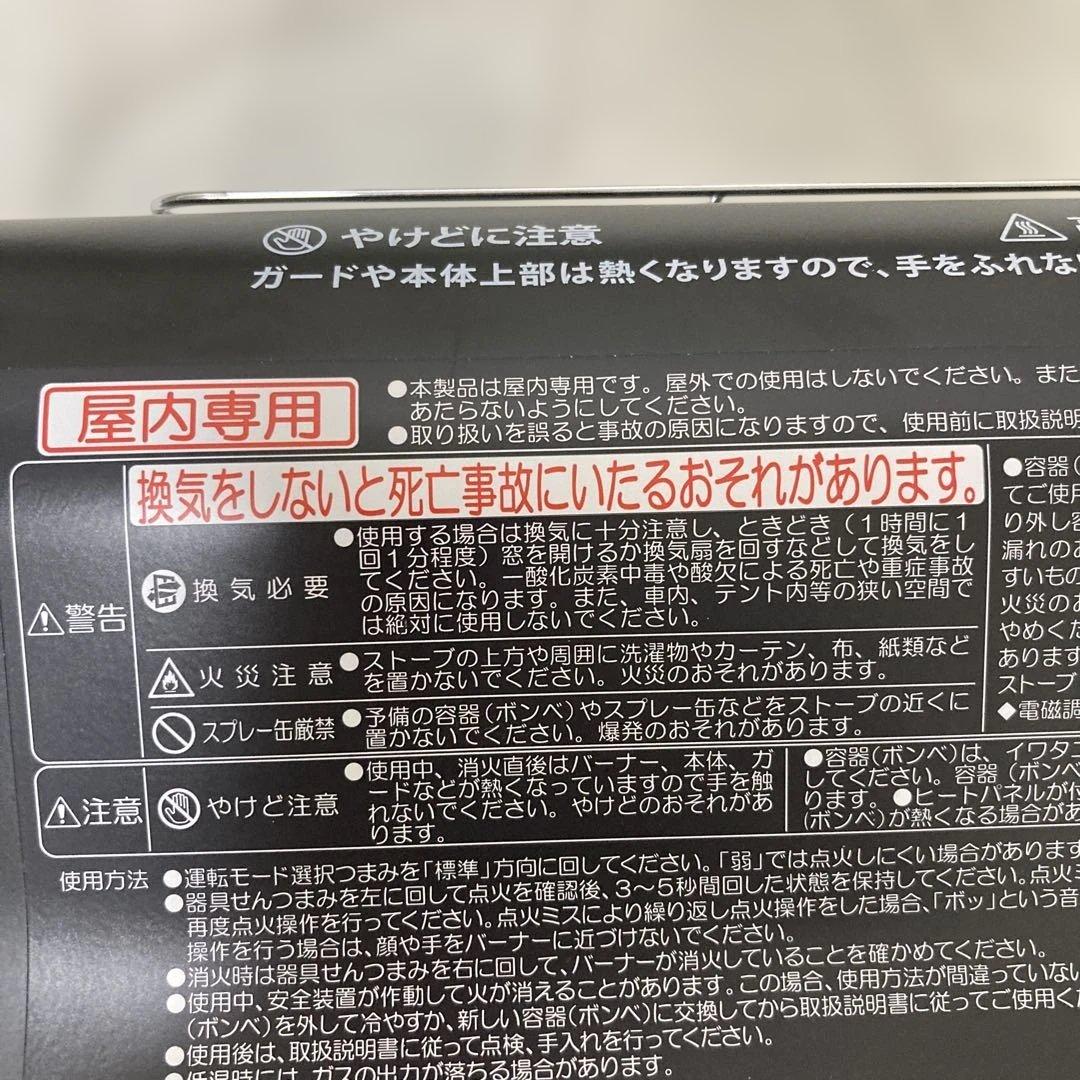 やけどに注意
ガードや本体上部は熱くなりますので、手をふれな
屋内専用
●本製品は屋内専用です。屋外での使用はしないでください。また
あたらないようにしてください。
●取り扱いを誤ると事故の原因になりますので、使用前に取扱説明
警告
換気をしないと死亡事故にいたるおそれがあります。
換気必要
●使用する場合は換気に十分注意し、ときどき(1時間に1
回1分程度)窓を開けるか換気扇を回すなどして換気をし
てください。一酸化炭素中毒や酸欠による死亡や重症事故
の原因になります。また、車内、テント内等の狭い空間で
は絶対に使用しないでください。
火災注意
●ストーブの上方や周囲に洗濯物やカーテン、布、紙類など
を置かないでください。火災のおそれがあります。
スプレー缶厳禁
●予備の容器(ボンベ)やスプレー缶などをストーブの近くに
置かないでください。爆発のおそれがあります。
●容器(
てご使用
り外し容
漏れのあ
すいもの
火災のお
やめくだ
あります
ストーブ
◆電磁調
注意
やけど注意
●使用中、消火直後はバーナー、本体、ガ
ードなどが熱くなっていますので手を触
れないでください。やけどのおそれがあ
ります。
●容器(ボンベ)は、イワタニ
してください。容器(ボンベ
ります。●ヒートパネルが付
(ボンベ)が熱くなる場合があ
使用方法
●運転モード選択つまみを「標準」方向に回してください。「弱」では点火しにくい場合があります
●器具せんつまみを左に回して点火を確認後、3〜5秒間回した状態を保持してください。点火ミ
再度点火操作を行ってください。点火ミスにより繰り返し点火操作をした場合、「ボッ」という音
操作を行う場合は、顔や手をバーナーに近づけないでください。
●消火時は器具せんつまみを右に回して、バーナーが消火していることを確かめてください。
●使用中、安全装置が作動して火が消えることがあります。この場合、使用方法が間違っていない
(ボンベ)を外して冷やすか、新しい容器(ボンベ)に交換してから取扱説明書に従ってご使用くだ
●使用後は、取扱説明書に従って点検、手入れを行ってください。
●低温時には、ガスの出力が落ちる場合があります。